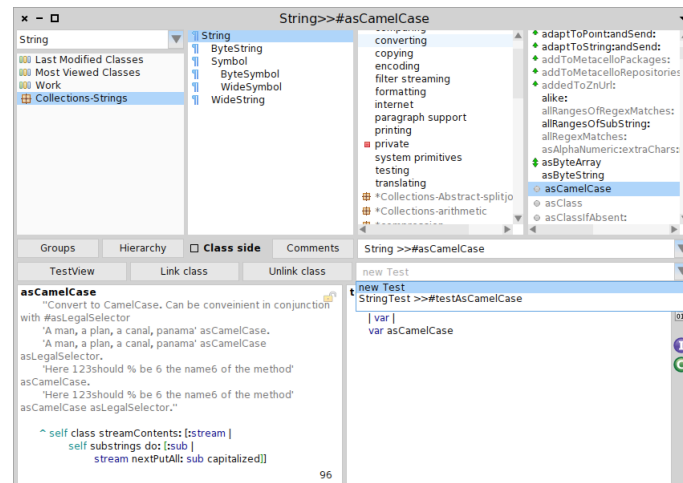 String>>#asCamelCase
String
Last Modified Classes
Most Viewed Classes
Work
Collections-Strings
String
ByteString
Symbol
ByteSymbol
WideSymbol
WideString
comparing
converting
copying
encoding
filter streaming
formatting
internet
paragraph support
printing
private
system primitives
testing
translating
*Collections-Abstract-splitjo
*Collections-arithmetic
adaptToPoint:andSend:
adaptToString:andSend:
addToMetacelloPackages:
addToMetacelloRepositories
addedToZnUrl:
alike:
allRangesOfRegexMatches:
allRangesOfSubString:
allRegexMatches:
asAlphaNumeric:extraChars:
asByteArray
asByteString
asCamelCase
asClass
asClassIfAbsent:
Groups
Hierarchy
Class side
Comments
String >>#asCamelCase
TestView
Link class
Unlink class
new Test
new Test
StringTest >>#testAsCamelCase
asCamelCase
"Convert to CamelCase. Can be conveinient in conjunction
with #asLegalSelector
'A man, a plan, a canal, panama' asCamelCase.
'A man, a plan, a canal, panama' asCamelCase
asLegalSelector.
'Here 123should % be 6 the name6 of the method'
asCamelCase.
'Here 123should % be 6 the name6 of the method'
asCamelCase asLegalSelector."
^ self class streamContents: [:stream |
self substrings do: [:sub |
stream nextPutAll: sub capitalized]]
96
| var |
var asCamelCase